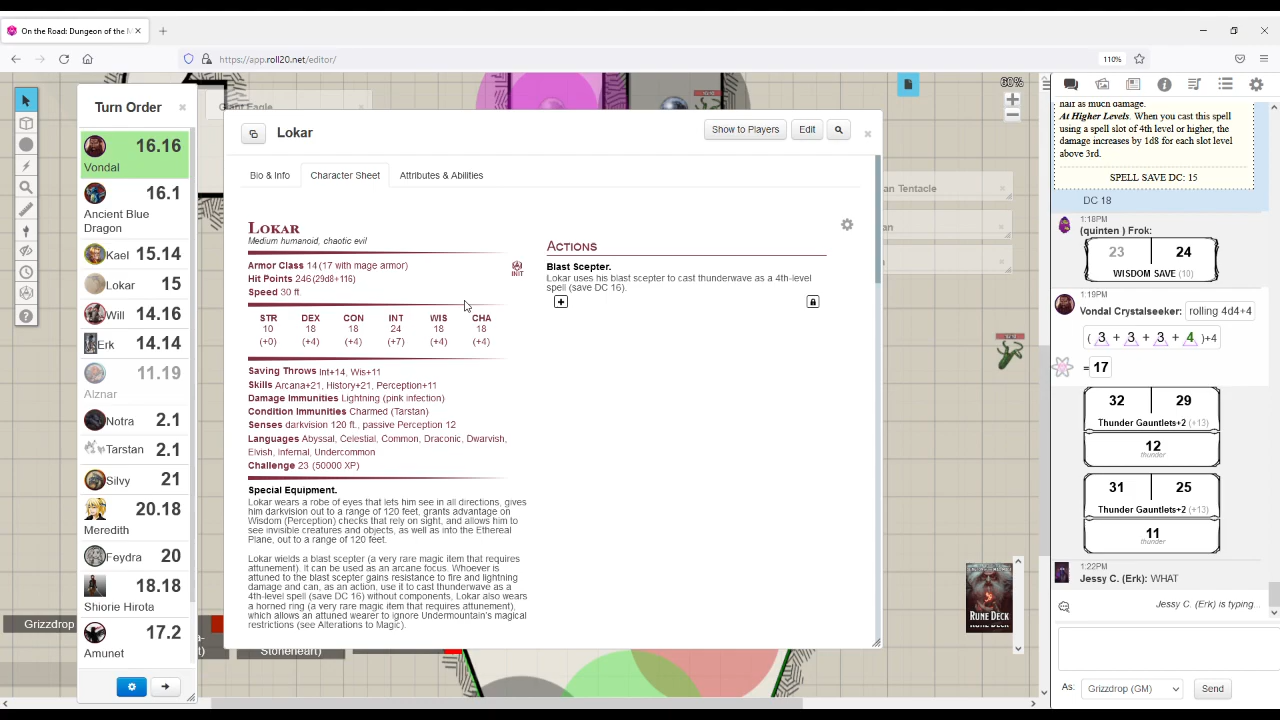 On the Road: Dungeon of the M
https://app.roll20.net/editor/
110%
Turn Order
16.16
Vondal
16.1
Ancient Blue
Dragon
Kael 15.14
Lokar 15
Will 14.16
Erk 14.14
11.19
Alznar
Notra 2.1
Tarstan 2.1
Silvy 21
20.18
Meredith
Feydra 20
18.18
Shiorie Hirota
17.2
Amunet
Giant Eagle
60%
an Tentacle
Grizzdrop
Stoneheart)
RUNE DECK
Lokar
Show to Players
Edit
Bio & Info
Character Sheet
Attributes & Abilities
LOKAR
Medium humanoid, chaotic evil
Armor Class 14 (17 with mage armor)
Hit Points 246 (29d8+116)
Speed 30 ft.
INIT
STR DEX CON INT WIS CHA
10 18 18 24 18 18
(+0) (+4) (+4) (+7) (+4) (+4)
Saving Throws Int+14, Wis+11
Skills Arcana+21, History+21, Perception+11
Damage Immunities Lightning (pink infection)
Condition Immunities Charmed (Tarstan)
Senses darkvision 120 ft., passive Perception 12
Languages Abyssal, Celestial, Common, Draconic, Dwarvish,
Elvish, Infernal, Undercommon
Challenge 23 (50000 XP)
Special Equipment.
Lokar wears a robe of eyes that lets him see in all directions, gives
him darkvision out to a range of 120 feet, grants advantage on
Wisdom (Perception) checks that rely on sight, and allows him to
see invisible creatures and objects, as well as into the Ethereal
Plane, out to a range of 120 feet.
Lokar wields a blast scepter (a very rare magic item that requires
attunement). It can be used as an arcane focus. Whoever is
attuned to the blast scepter gains resistance to fire and lightning
damage and can, as an action, use it to cast thunderwave as a
4th-level spell (save DC 16) without components, Lokar also wears
a horned ring (a very rare magic item that requires attunement),
which allows an attuned wearer to ignore Undermountain's magical
restrictions (see Alterations to Magic).
ACTIONS
Blast Scepter.
Lokar uses his blast scepter to cast thunderwave as a 4th-level
spell (save DC 16).
half as much damage.
At Higher Levels. When you cast this spell
using a spell slot of 4th level or higher, the
damage increases by 1d8 for each slot level
above 3rd.
SPELL SAVE DC: 15
DC 18
1:18PM
(quinten ) Frok:
23 24
WISDOM SAVE (10)
1:19PM
Vondal Crystalseeker: rolling 4d4+4
( 3 + 3 + 3 + 4 )+4
= 17
32 29
Thunder Gauntlets+2 (+13)
12
thunder
31 25
Thunder Gauntlets+2 (+13)
11
thunder
1:22PM
Jessy C. (Erk): WHAT
Jessy C. (Erk) is typing...
As: Grizzdrop (GM)
Send